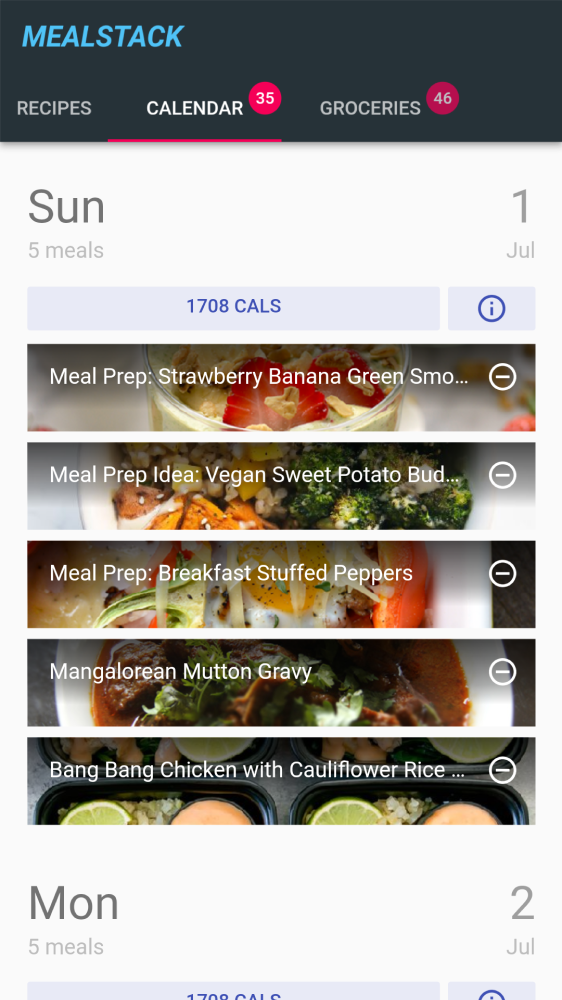 MEALSTACK
RECIPES
CALENDAR 35
GROCERIES 46
Sun 1
5 meals Jul
1708 CALS
Meal Prep: Strawberry Banana Green Smo...
Meal Prep Idea: Vegan Sweet Potato Bud...
Meal Prep: Breakfast Stuffed Peppers
Mangalorean Mutton Gravy
Bang Bang Chicken with Cauliflower Rice ...
Mon 2
5 meals Jul
1708 CALS